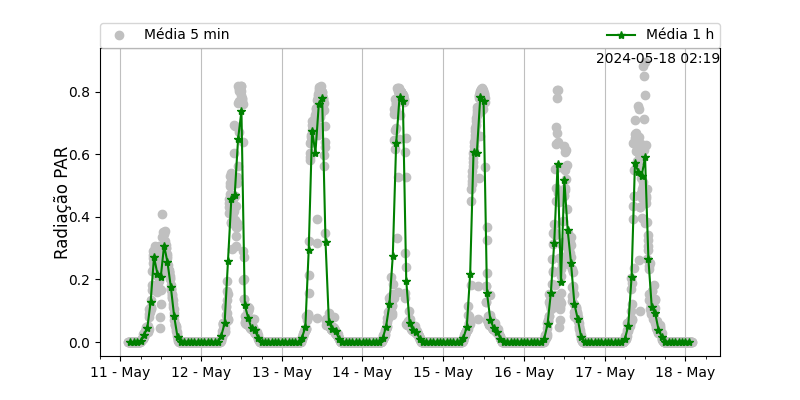 Média 5 min
Média 1 h
2024-05-18 02:19
Radiação PAR
0.8
0.6
0.4
0.2
0.0
11 - May
12 - May
13 - May
14 - May
15 - May
16 - May
17 - May
18 - May